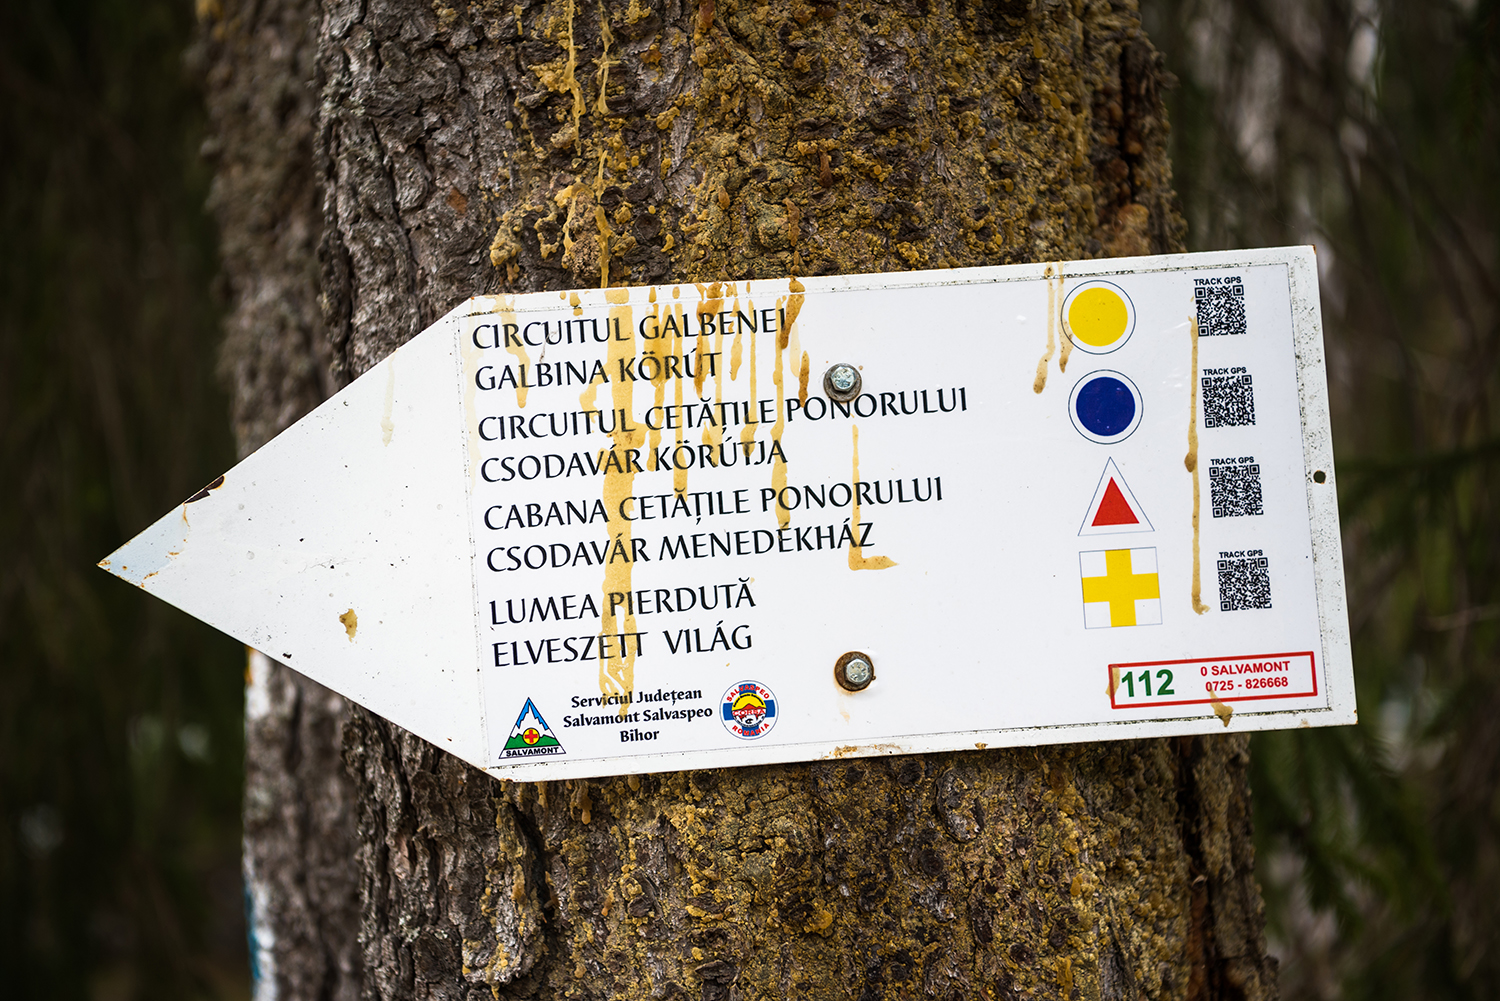 CIRCUITUL GALBENEI
GALBINA KÖRÚT
CIRCUITUL CETĂȚILE PONORULUI
CSODAVÁR KÖRÚTJA
CABANA CETĂȚILE PONORULUI
CSODAVÁR MENEDÉKHÁZ
LUMEA PIERDUTĂ
ELVESZETT VILÁG
TRACK GPS
TRACK GPS
TRACK GPS
TRACK GPS
SALVAMONT
Serviciul Județean
Salvamont Salvaspeo
Bihor
SALVASPEO
CORSA
ROMANIA
112
0 SALVAMONT
0725 - 826668